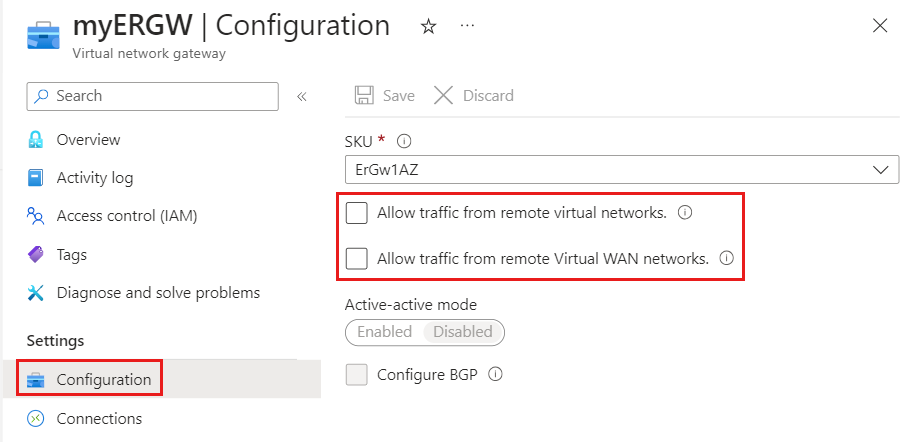 myERGW | Configuration
Virtual network gateway
Search
Overview
Activity log
Access control (IAM)
Tags
Diagnose and solve problems
Settings
Configuration
Connections
Save Discard
SKU *
ErGw1AZ
Allow traffic from remote virtual networks.
Allow traffic from remote Virtual WAN networks.
Active-active mode
Enabled Disabled
Configure BGP